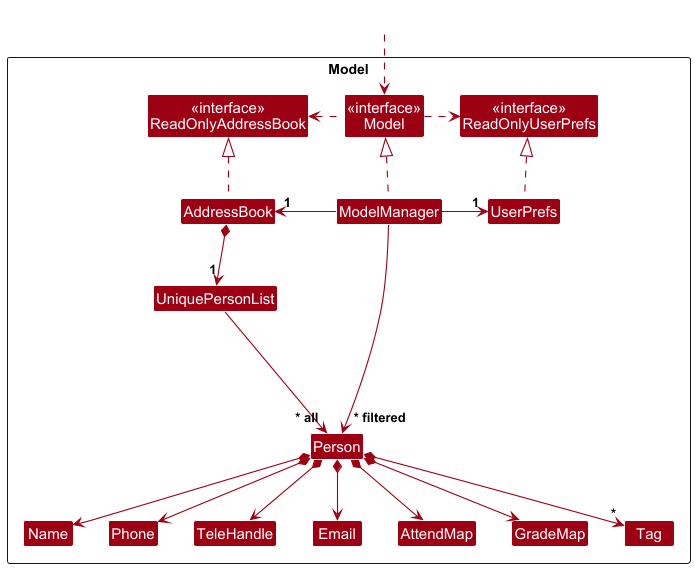 Model
«interface»
ReadOnlyAddressBook
«interface»
Model
«interface»
ReadOnlyUserPrefs
AddressBook
1
ModelManager
1
UserPrefs
1
UniquePersonList
* all
* filtered
Person
*
Name
Phone
TeleHandle
Email
AttendMap
GradeMap
Tag